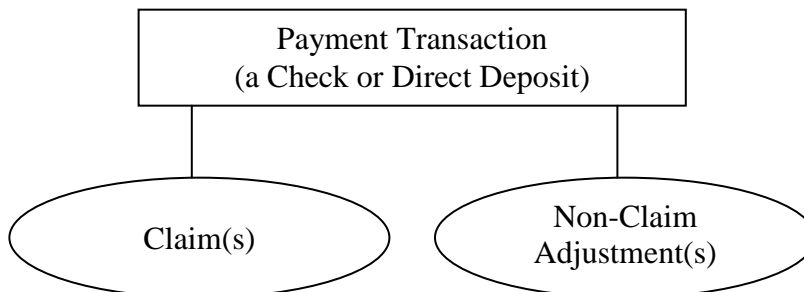 Payment Transaction
(a Check or Direct Deposit)
Claim(s)
Non-Claim
Adjustment(s)